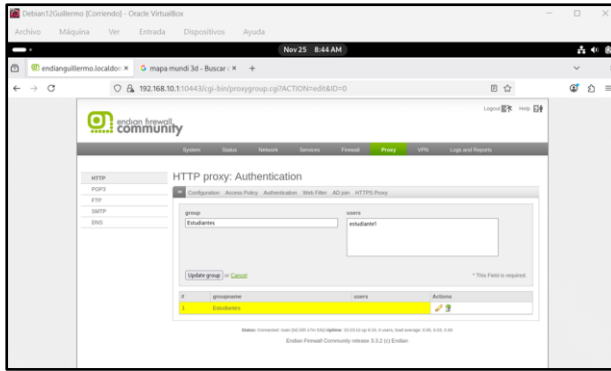 Debian12Guillermo [Corriendo] - Oracle VirtualBox
Archivo Máquina Ver Entrada Dispositivos Ayuda
Nov 25 8:44 AM
endianguillermo.localdor
mapa mundi 3d - Buscar
192.168.10.1:10443/cgi-bin/proxygroup.cgi?ACTION=edit&ID=0
Logout Help
endian firewall
community
System Status Network Services Firewall Proxy VPN Logs and Reports
HTTP
POP3
FTP
SMTP
DNS
HTTP proxy: Authentication
Configuration Access Policy Authentication Web Filter AD join HTTPS Proxy
group users
Estudiantes estudiante1
Update group or Cancel * This Field is required.
# groupname users Actions
1 Estudiantes
Endian Firewall Community release 3.3.2 (c) Endian